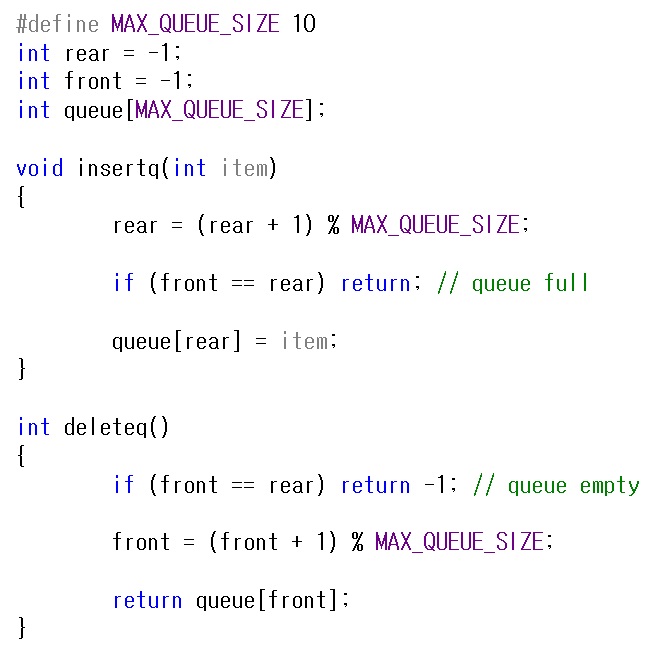 #define MAX_QUEUE_SIZE 10
int rear = -1;
int front = -1;
int queue[MAX_QUEUE_SIZE];
void insertq(int item)
{
rear = (rear + 1) % MAX_QUEUE_SIZE;
if (front == rear) return; // queue full
queue[rear] = item;
}
int deleteq()
{
if (front == rear) return -1; // queue empty
front = (front + 1) % MAX_QUEUE_SIZE;
return queue[front];
}